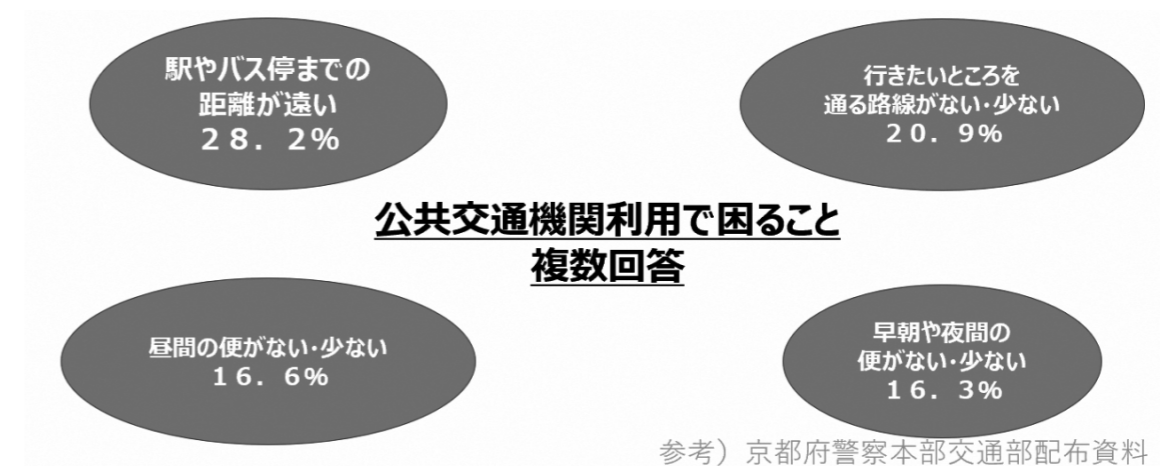 駅やバス停までの
距離が遠い
２８．２％
行きたいところを
通る路線がない・少ない
２０．９％
公共交通機関利用で困ること
複数回答
昼間の便がない・少ない
１６．６％
早朝や夜間の
便がない・少ない
１６．３％
参考）京都府警察本部交通部配布資料